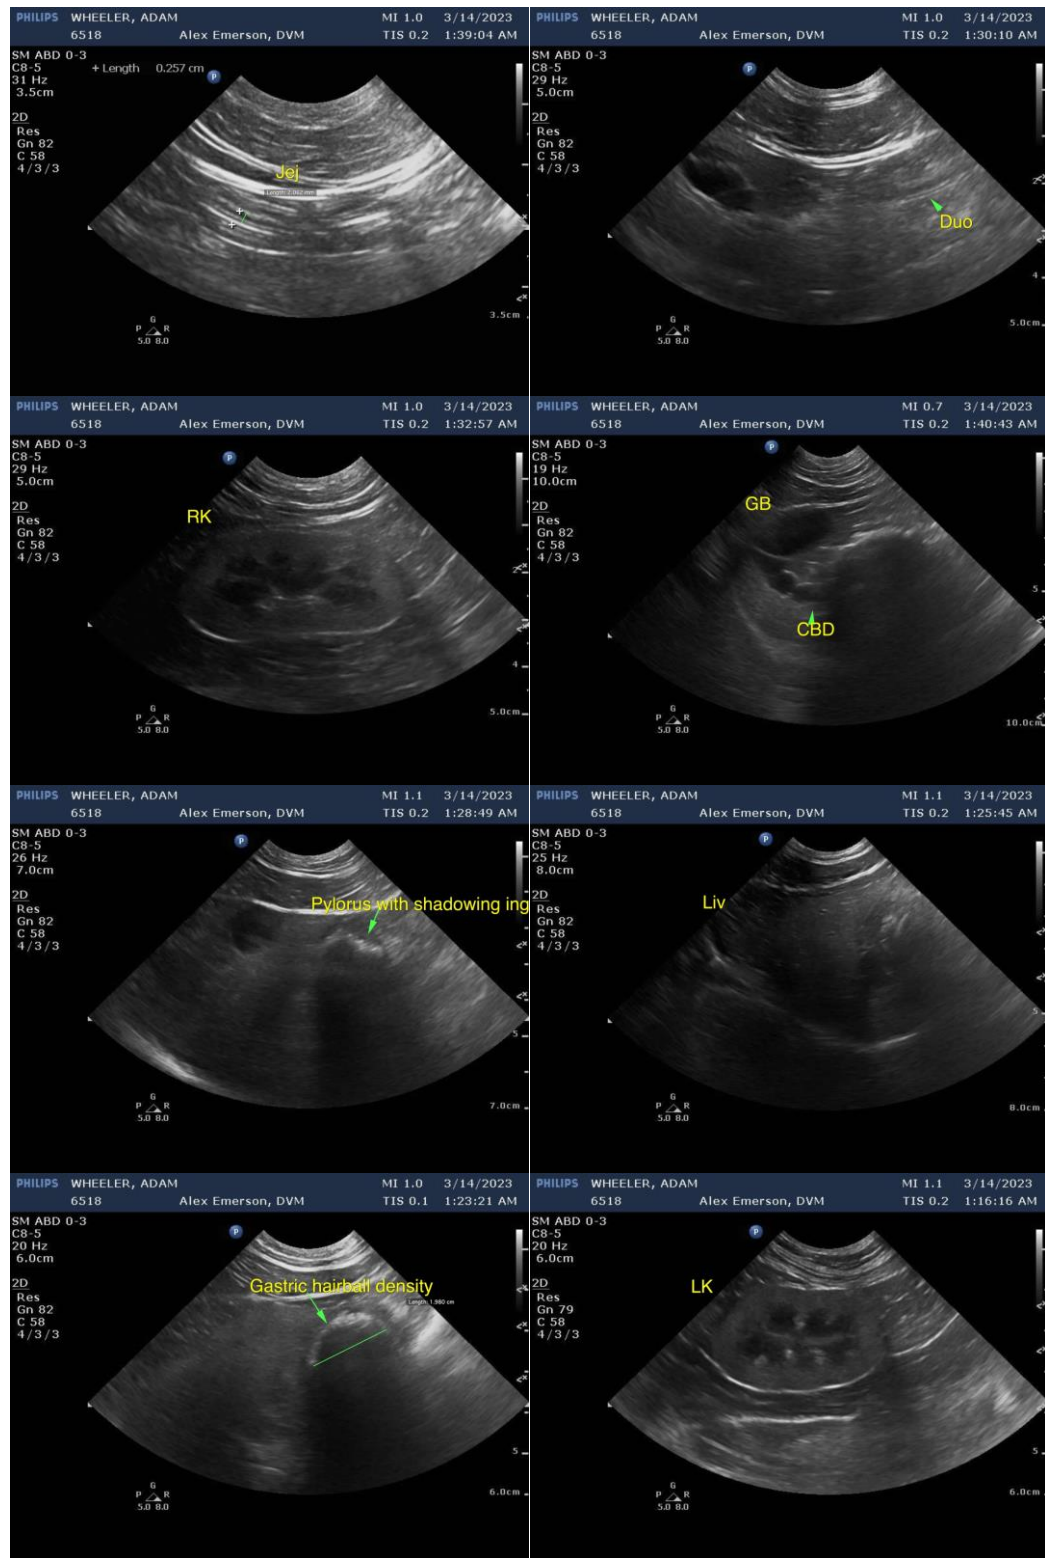 PHILIPS WHEELER, ADAM MI 1.0 3/14/2023
6518 Alex Emerson, DVM TIS 0.2 1:39:04 AM
SM ABD 0-3
C8-5
31 Hz
3.5cm
+ Length 0.257 cm
P
2D
Res
Gn 82
C 58
4/3/3
Jej
3.5cm
G
P R
5.0 8.0
PHILIPS WHEELER, ADAM MI 1.0 3/14/2023
6518 Alex Emerson, DVM TIS 0.2 1:30:10 AM
SM ABD 0-3
C8-5
29 Hz
5.0cm
P
2D
Res
Gn 82
C 58
4/3/3
Duo
4
5.0cm
G
P R
5.0 8.0
PHILIPS WHEELER, ADAM MI 1.0 3/14/2023
6518 Alex Emerson, DVM TIS 0.2 1:32:57 AM
SM ABD 0-3
C8-5
29 Hz
5.0cm
P
2D
Res
Gn 82
C 58
4/3/3
RK
4
5.0cm
G
P R
5.0 8.0
PHILIPS WHEELER, ADAM MI 0.7 3/14/2023
6518 Alex Emerson, DVM TIS 0.2 1:40:43 AM
SM ABD 0-3
C8-5
19 Hz
10.0cm
P
2D
Res
Gn 82
C 58
4/3/3
GB
5
CBD
10.0cm
G
P R
5.0 8.0
PHILIPS WHEELER, ADAM MI 1.1 3/14/2023
6518 Alex Emerson, DVM TIS 0.2 1:28:49 AM
SM ABD 0-3
C8-5
26 Hz
7.0cm
P
2D
Res
Gn 82
C 58
4/3/3
Pylorus with shadowing ing
5
7.0cm
G
P R
5.0 8.0
PHILIPS WHEELER, ADAM MI 1.1 3/14/2023
6518 Alex Emerson, DVM TIS 0.2 1:25:45 AM
SM ABD 0-3
C8-5
25 Hz
8.0cm
P
2D
Res
Gn 82
C 58
4/3/3
Liv
5
8.0cm
G
P R
5.0 8.0
PHILIPS WHEELER, ADAM MI 1.0 3/14/2023
6518 Alex Emerson, DVM TIS 0.1 1:23:21 AM
SM ABD 0-3
C8-5
20 Hz
6.0cm
P
2D
Res
Gn 82
C 58
4/3/3
Gastric hairball density
Length: 1.980 cm
5
6.0cm
G
P R
5.0 8.0
PHILIPS WHEELER, ADAM MI 1.1 3/14/2023
6518 Alex Emerson, DVM TIS 0.2 1:16:16 AM
SM ABD 0-3
C8-5
20 Hz
6.0cm
P
2D
Res
Gn 79
C 58
4/3/3
LK
5
6.0cm
G
P R
5.0 8.0